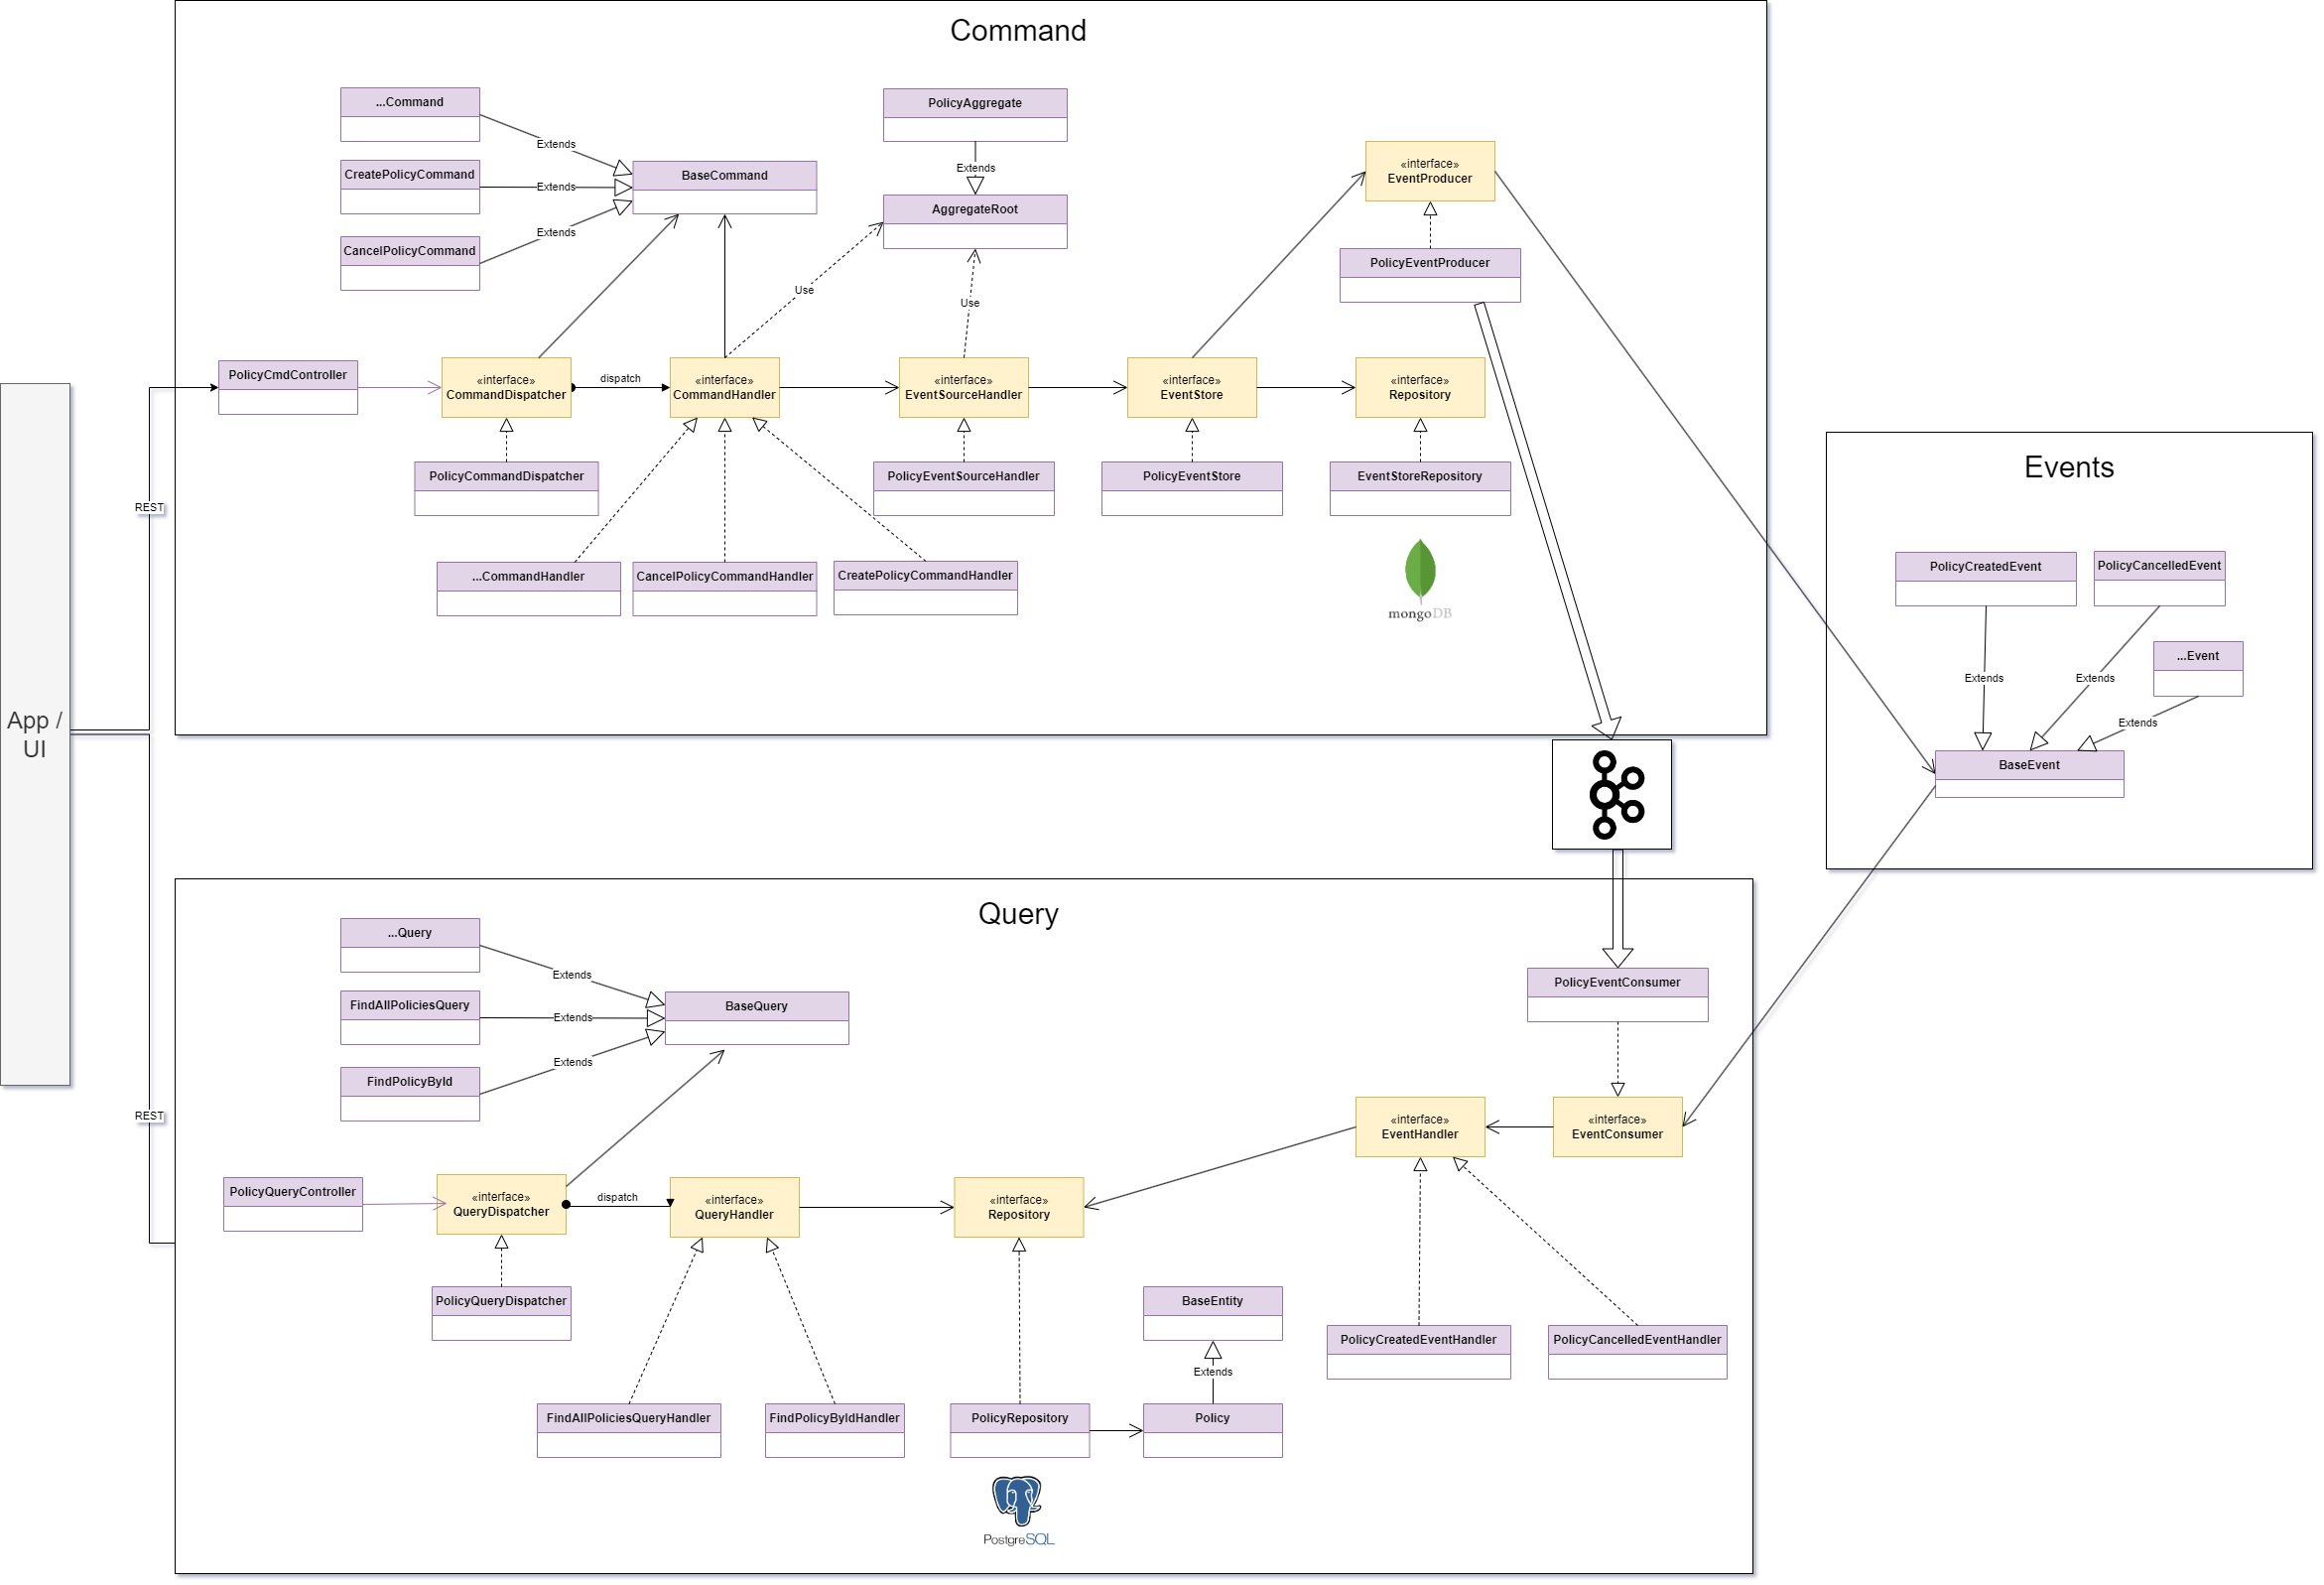 Command
...Command
PolicyAggregate
Extends
CreatePolicyCommand
Extends
BaseCommand
Extends
AggregateRoot
«interface»
EventProducer
CancelPolicyCommand
Extends
PolicyEventProducer
Use
Use
PolicyCmdController
«interface»
CommandDispatcher
dispatch
«interface»
CommandHandler
«interface»
EventSourceHandler
«interface»
EventStore
«interface»
Repository
PolicyCommandDispatcher
PolicyEventSourceHandler
PolicyEventStore
EventStoreRepository
REST
...CommandHandler
CancelPolicyCommandHandler
CreatePolicyCommandHandler
mongoDB
App /
UI
Events
PolicyCreatedEvent
PolicyCancelledEvent
...Event
Extends
Extends
Extends
BaseEvent
Query
...Query
Extends
FindAllPoliciesQuery
Extends
BaseQuery
FindPolicyById
Extends
PolicyEventConsumer
REST
«interface»
EventHandler
«interface»
EventConsumer
PolicyQueryController
«interface»
QueryDispatcher
dispatch
«interface»
QueryHandler
«interface»
Repository
PolicyQueryDispatcher
BaseEntity
PolicyCreatedEventHandler
PolicyCancelledEventHandler
Extends
FindAllPoliciesQueryHandler
FindPolicyByIdHandler
PolicyRepository
Policy
PostgreSQL